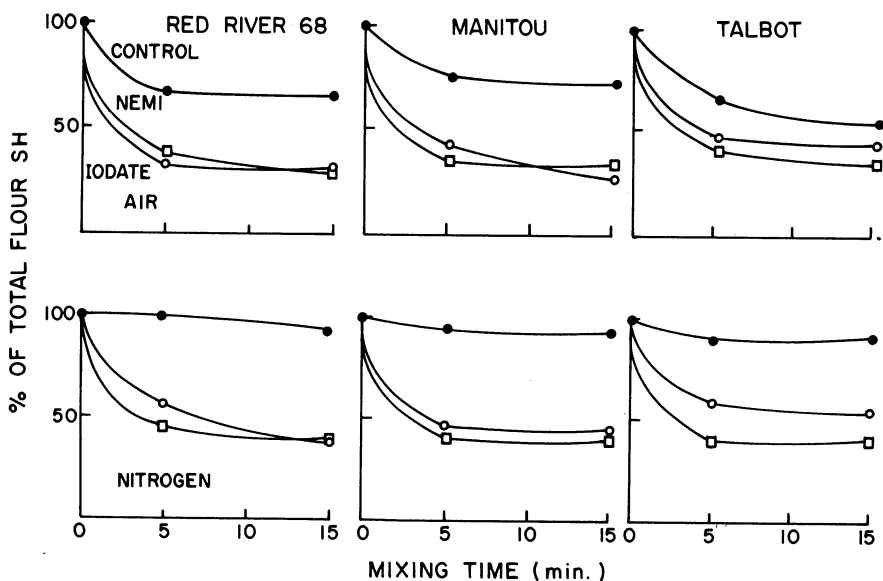 RED RIVER 68 MANITOU TALBOT
100
CONTROL
NEMI
50
IODATE
AIR
% OF TOTAL FLOUR SH
100
50
NITROGEN
0 5 10 15 0 5 10 15 0 5 10 15
MIXING TIME (min.)